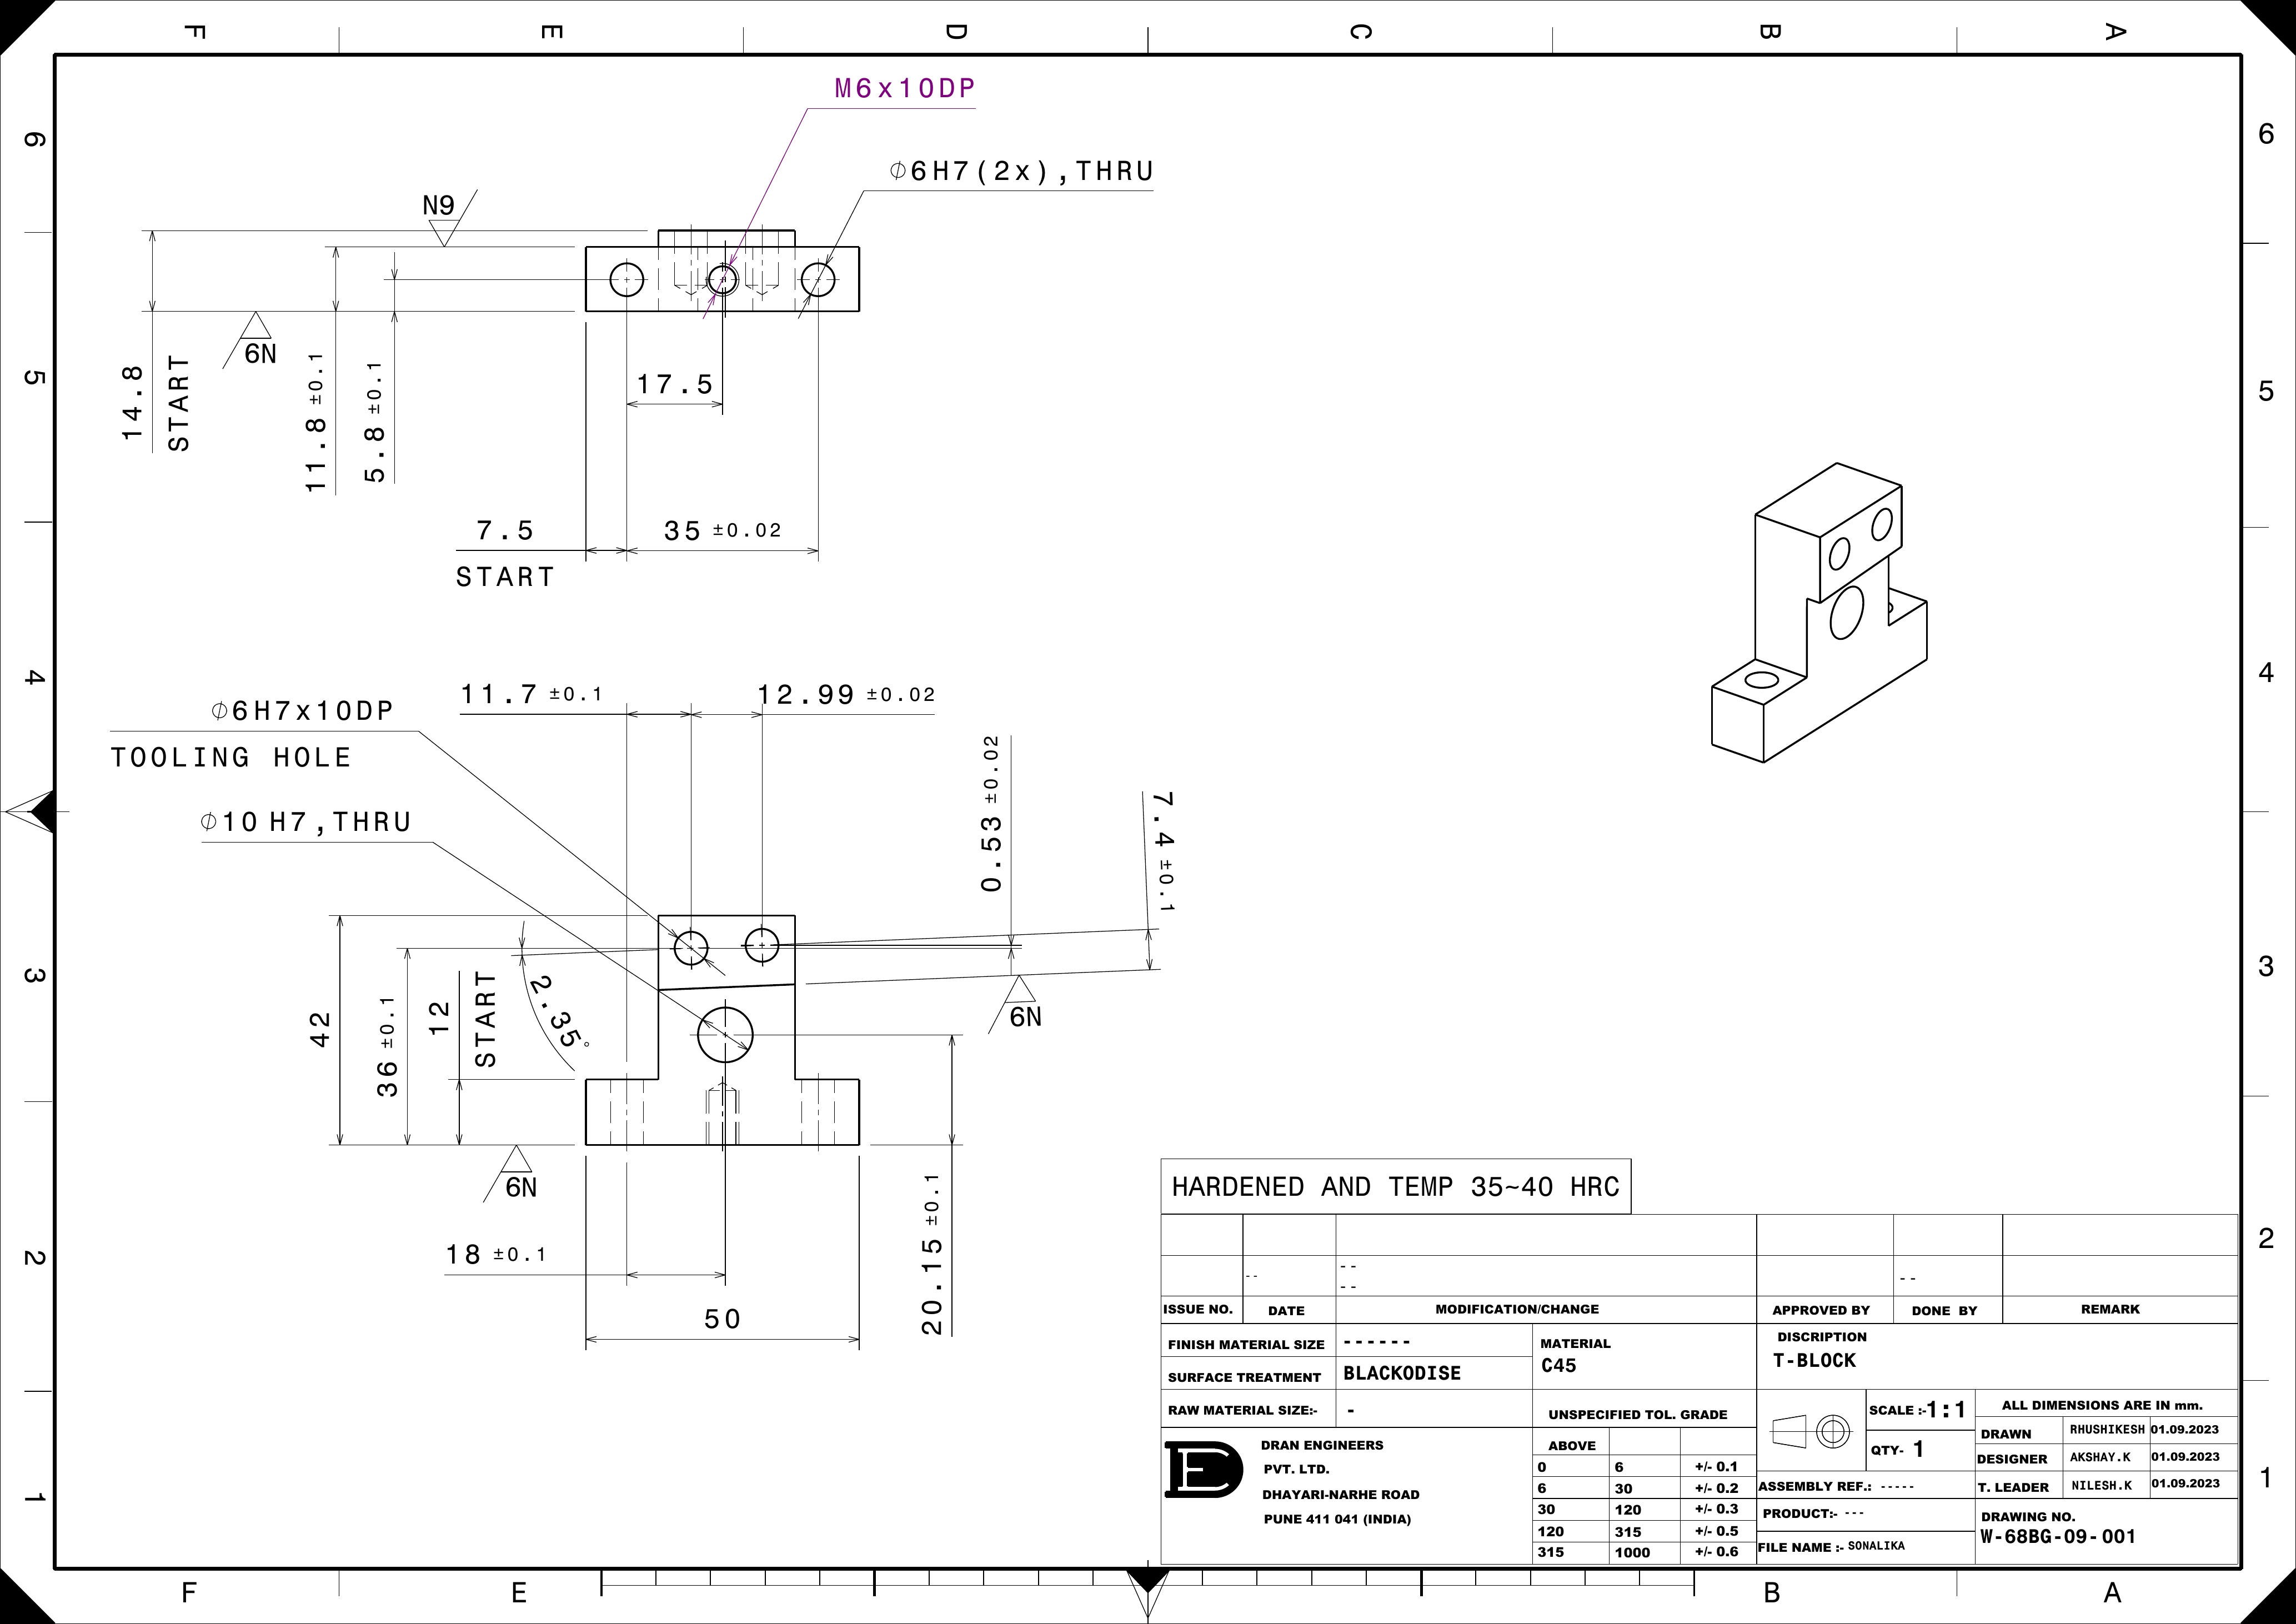 F E D C B A
6
6
M6x10DP
∅6H7(2x),THRU
N9
6N
14.8
START
11.8 ±0.1
5.8 ±0.1
17.5
5
5
7.5
START
35 ±0.02
4
4
11.7 ±0.1
12.99 ±0.02
∅6H7x10DP
TOOLING HOLE
∅10 H7,THRU
0.53 ±0.02
7.4 ±0.1
3
3
42
36 ±0.1
12
START
2.35°
6N
6N
20.15 ±0.1
18 ±0.1
50
2
2
HARDENED AND TEMP 35~40 HRC
--
--
--
--
ISSUE NO. DATE MODIFICATION/CHANGE APPROVED BY DONE BY REMARK
FINISH MATERIAL SIZE ------
SURFACE TREATMENT BLACKODISE
RAW MATERIAL SIZE:- -
MATERIAL
C45
DISCRIPTION
T-BLOCK
UNSPECIFIED TOL. GRADE
ABOVE
0 6 +/- 0.1
6 30 +/- 0.2
30 120 +/- 0.3
120 315 +/- 0.5
315 1000 +/- 0.6
DRAN ENGINEERS
PVT. LTD.
DHAYARI-NARHE ROAD
PUNE 411 041 (INDIA)
SCALE :-1:1
QTY- 1
ALL DIMENSIONS ARE IN mm.
DRAWN RHUSHIKESH 01.09.2023
DESIGNER AKSHAY.K 01.09.2023
T. LEADER NILESH.K 01.09.2023
ASSEMBLY REF.: -----
PRODUCT:- ---
FILE NAME :- SONALIKA
DRAWING NO.
W-68BG-09-001
1
1
F E B A